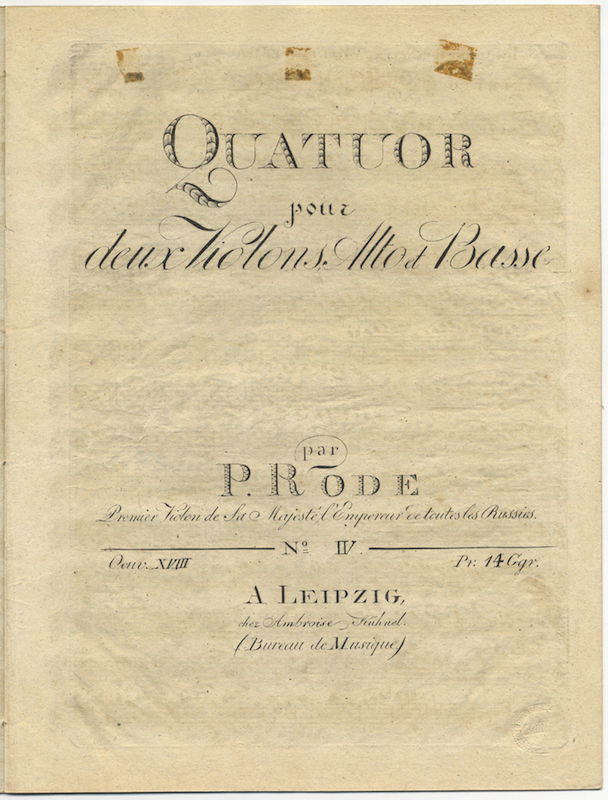 QUATUOR
pour
deux Violons, Alto et Basse
par
P. RODE
Premier Violon de Sa Majesté l'Empereur de toutes les Russies.
No IV.
Oeuv. XVIII Pr: 14 Ggr.
A LEIPZIG,
chez Ambroise Kühnel.
(Bureau de Musique)